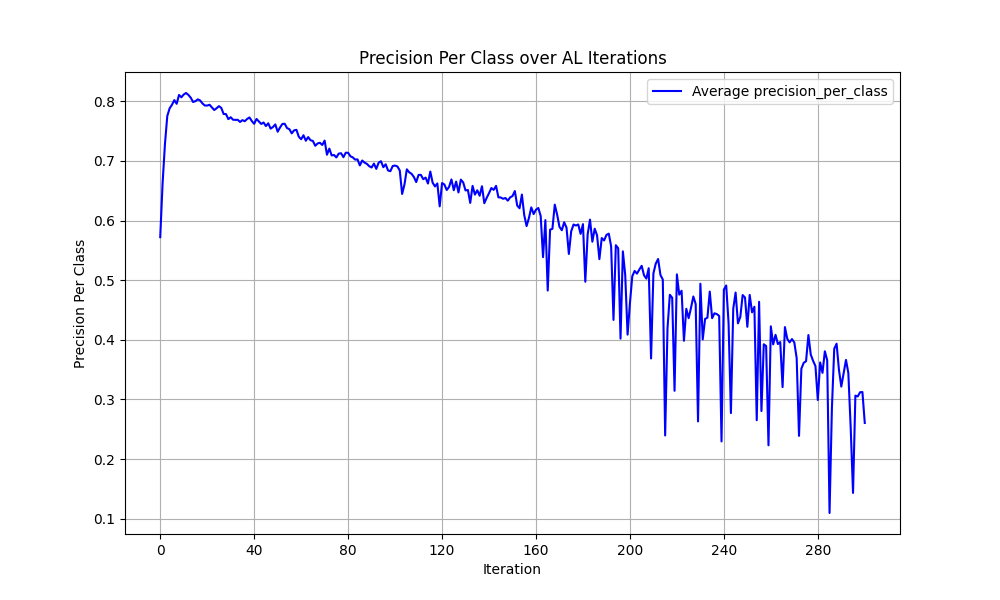 Precision Per Class over AL Iterations
Average precision_per_class
Precision Per Class
0.8
0.7
0.6
0.5
0.4
0.3
0.2
0.1
0 40 80 120 160 200 240 280
Iteration